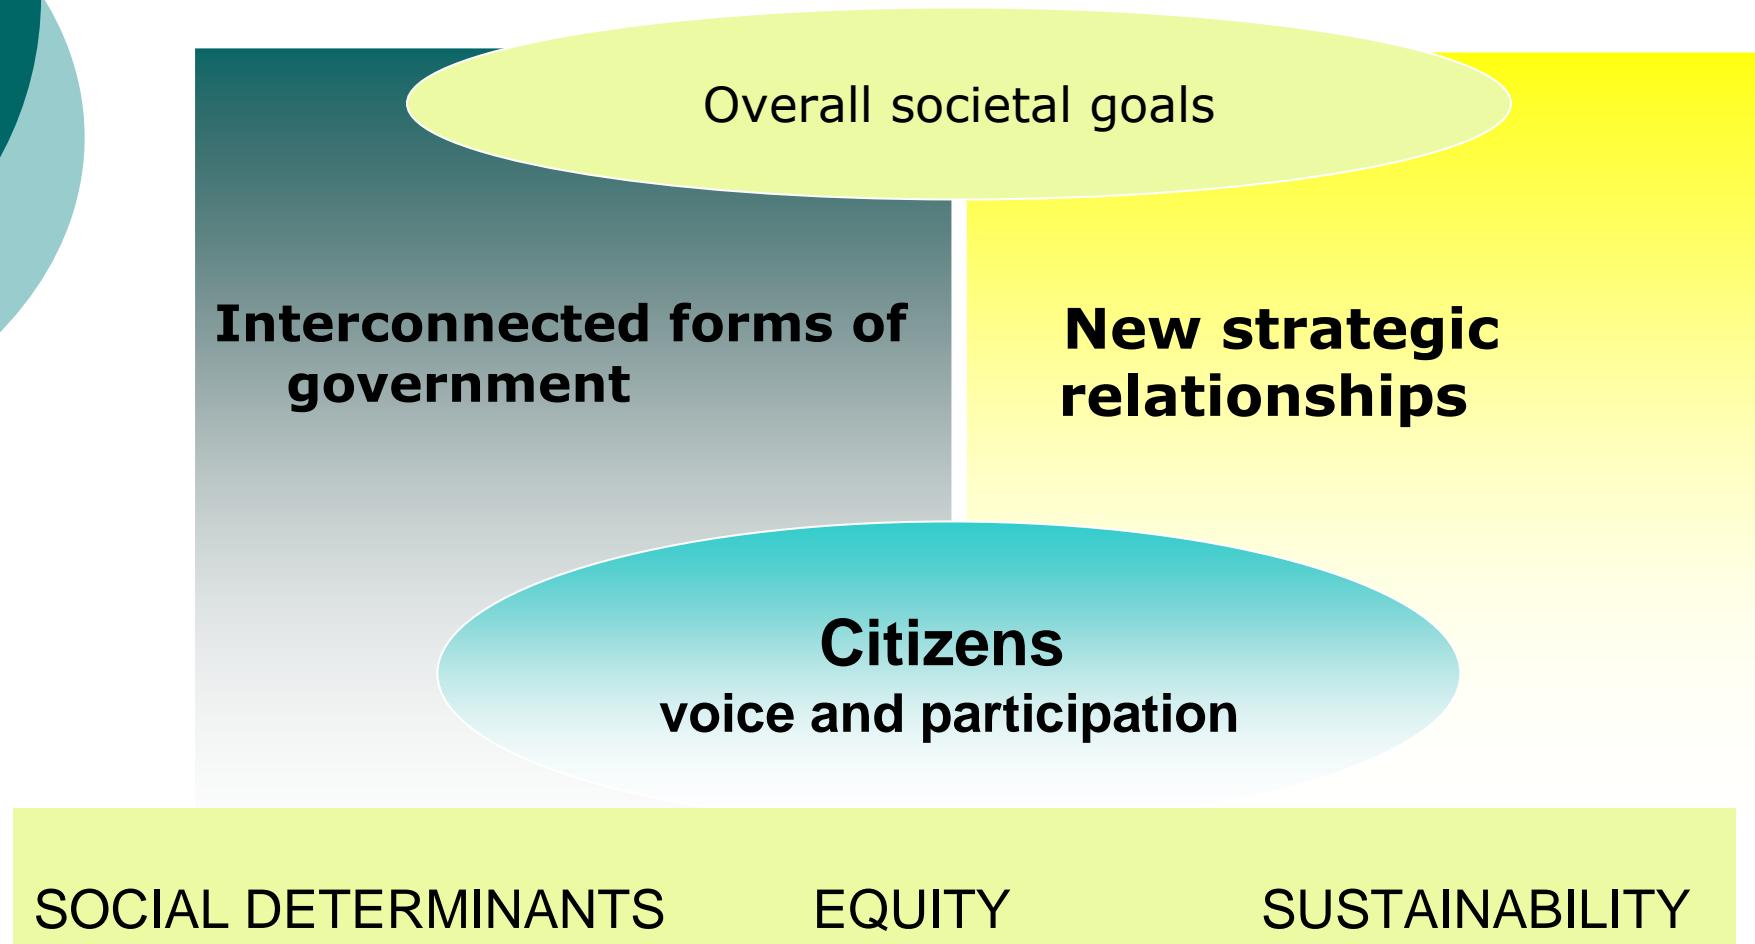 Overall societal goals
Interconnected forms of
government
New strategic
relationships
Citizens
voice and participation
SOCIAL DETERMINANTS EQUITY SUSTAINABILITY